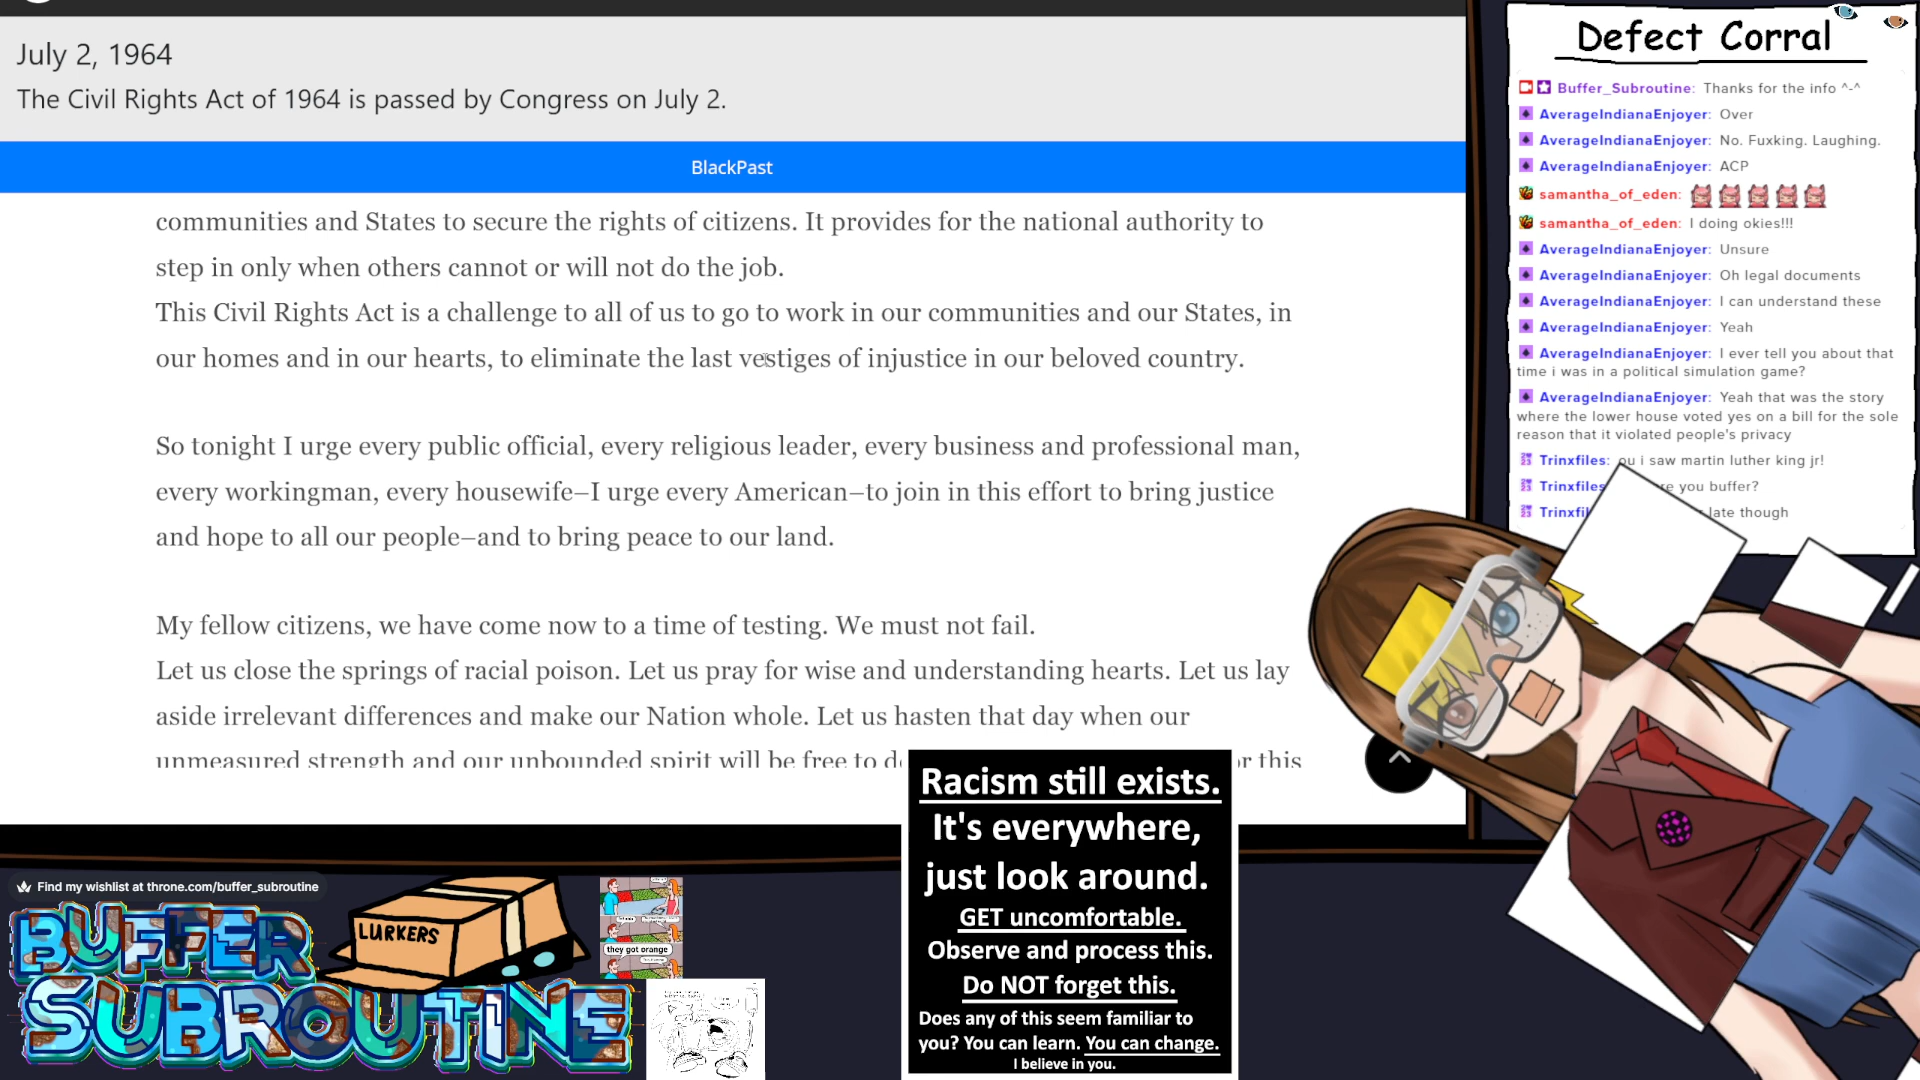 July 2, 1964
The Civil Rights Act of 1964 is passed by Congress on July 2.
BlackPast
communities and States to secure the rights of citizens. It provides for the national authority to
step in only when others cannot or will not do the job.
This Civil Rights Act is a challenge to all of us to go to work in our communities and our States, in
our homes and in our hearts, to eliminate the last vestiges of injustice in our beloved country.
So tonight I urge every public official, every religious leader, every business and professional man,
every workingman, every housewife–I urge every American–to join in this effort to bring justice
and hope to all our people–and to bring peace to our land.
My fellow citizens, we have come now to a time of testing. We must not fail.
Let us close the springs of racial poison. Let us pray for wise and understanding hearts. Let us lay
aside irrelevant differences and make our Nation whole. Let us hasten that day when our
unmeasured strength and our unbounded spirit will be free to d
or this
Defect Corral
Buffer_Subroutine: Thanks for the info ^-^
AverageIndianaEnjoyer: Over
AverageIndianaEnjoyer: No. Fuxking. Laughing.
AverageIndianaEnjoyer: ACP
samantha_of_eden:
samantha_of_eden: I doing okies!!!
AverageIndianaEnjoyer: Unsure
AverageIndianaEnjoyer: Oh legal documents
AverageIndianaEnjoyer: I can understand these
AverageIndianaEnjoyer: Yeah
AverageIndianaEnjoyer: I ever tell you about that
time i was in a political simulation game?
AverageIndianaEnjoyer: Yeah that was the story
where the lower house voted yes on a bill for the sole
reason that it violated people's privacy
Trinxfiles: ou i saw martin luther king jr!
Trinxfiles re you buffer?
Trinxfil late though
Racism still exists.
It's everywhere,
just look around.
GET uncomfortable.
Observe and process this.
Do NOT forget this.
Does any of this seem familiar to
you? You can learn. You can change.
I believe in you.
Find my wishlist at throne.com/buffer_subroutine
BUFFER
SUBROUTINE
LURKERS
they got orange